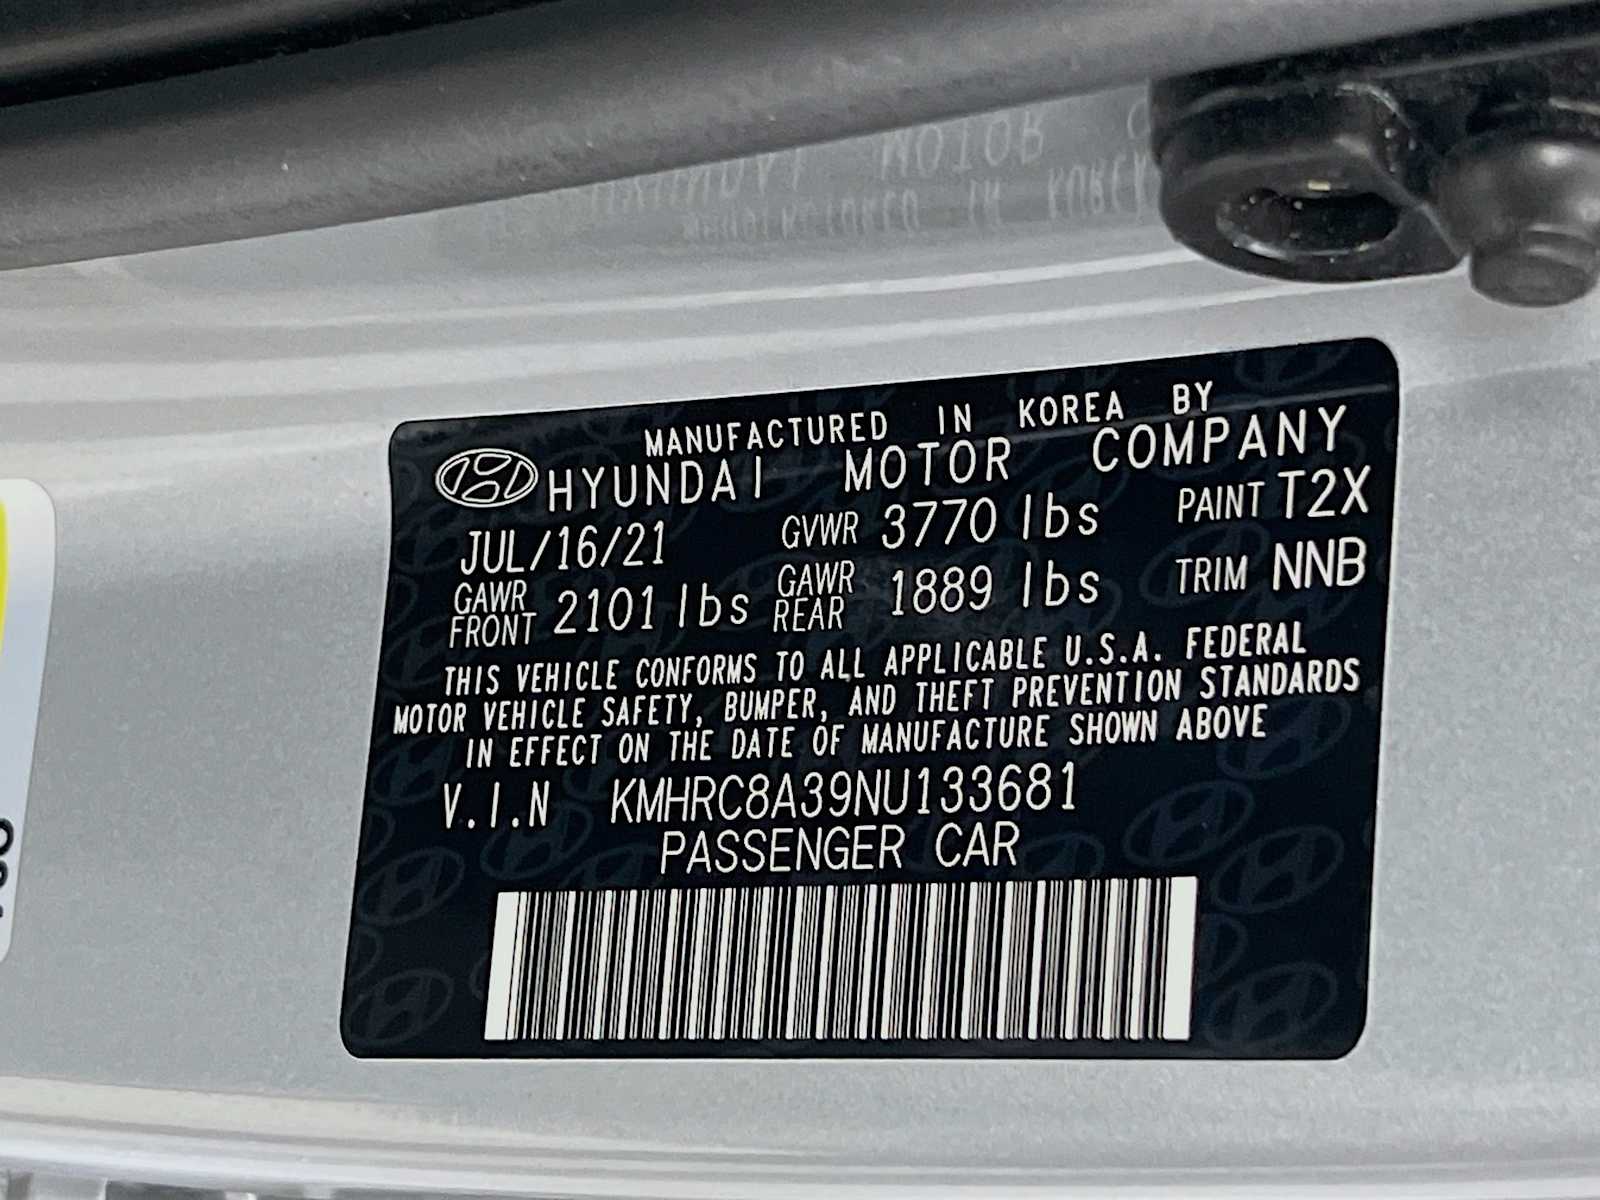 MANUFACTURED IN KOREA BY
HYUNDAI MOTOR COMPANY
JUL/16/21 GVWR 3770 lbs PAINT T2X
GAWR FRONT 2101 lbs GAWR REAR 1889 lbs TRIM NNB
THIS VEHICLE CONFORMS TO ALL APPLICABLE U.S.A. FEDERAL
MOTOR VEHICLE SAFETY, BUMPER, AND THEFT PREVENTION STANDARDS
IN EFFECT ON THE DATE OF MANUFACTURE SHOWN ABOVE
V.I.N KMHRC8A39NU133681
PASSENGER CAR